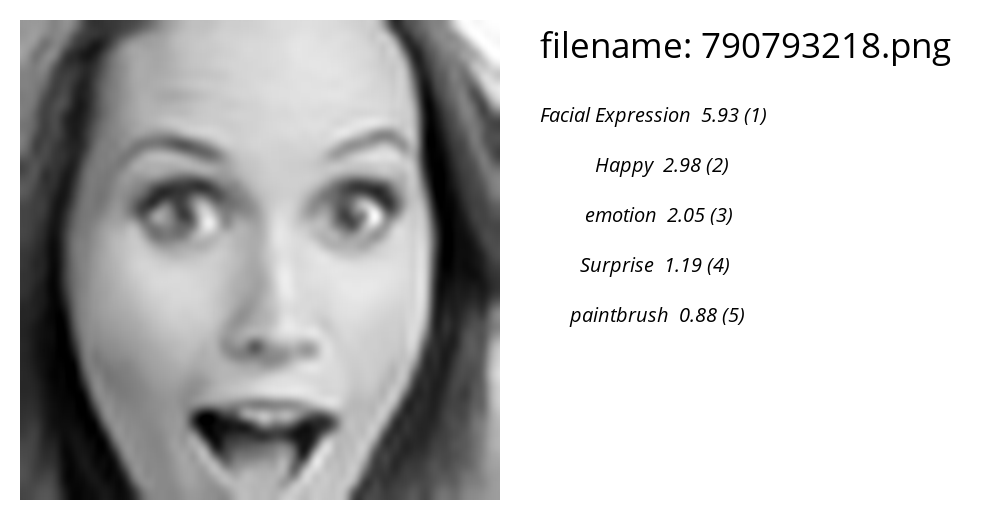 filename: 790793218.png
Facial Expression 5.93 (1)
Happy 2.98 (2)
emotion 2.05 (3)
Surprise 1.19 (4)
paintbrush 0.88 (5)